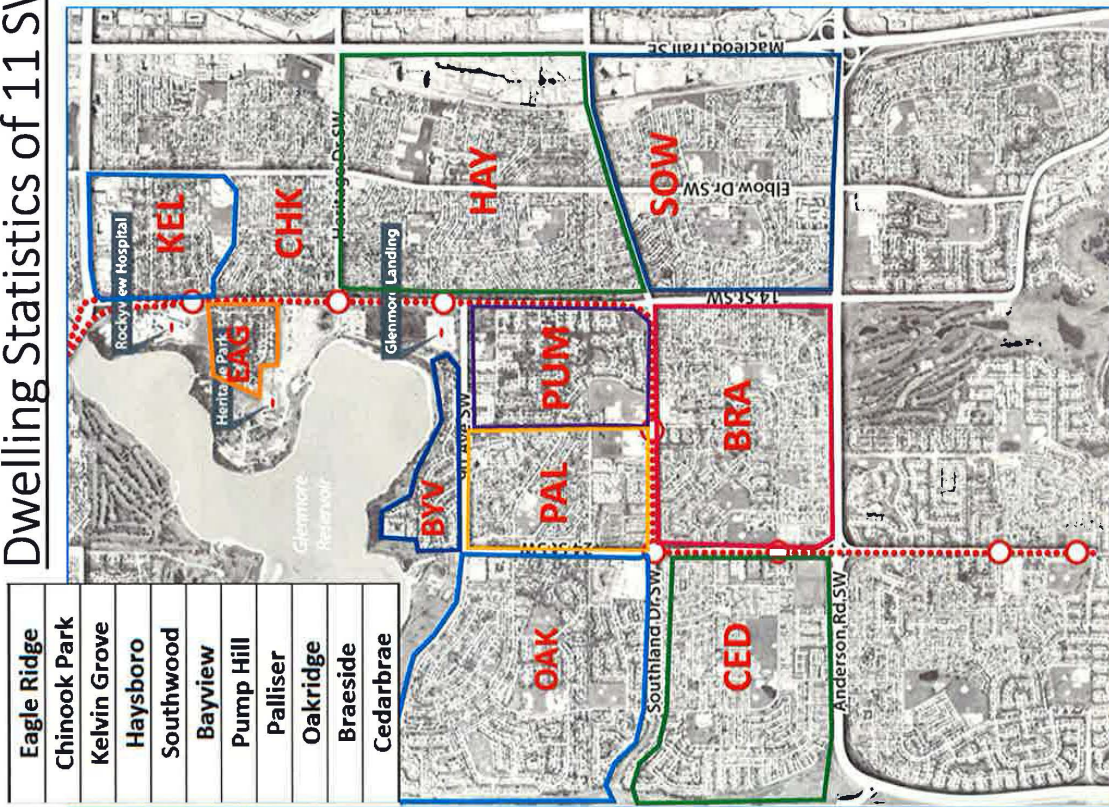 Dwelling Statistics of 11 SW
Eagle Ridge
Chinook Park
Kelvin Grove
Haysboro
Southwood
Bayview
Pump Hill
Palliser
Oakridge
Braeside
Cedarbrae
Macleod Trail SE
Rockyview Hospital
KEL
CHK
Heritage Dr SW
HAY
SOW
Elbow Dr SW
Heritage Park
EAG
Glenmore Landing
14 St SW
Glenmore
Reservoir
BYV
Ave SW
PUM
PAL
BRA
OAK
Southland Dr SW
CED
Anderson Rd SW